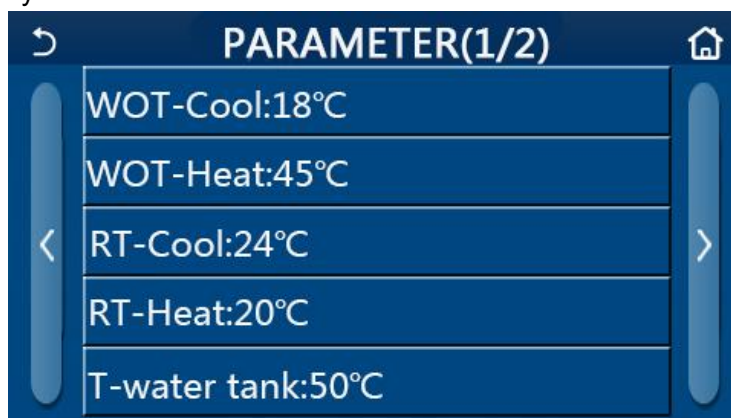 PARAMETER(1/2)
WOT-Cool:18℃
WOT-Heat:45℃
RT-Cool:24℃
RT-Heat:20℃
T-water tank:50℃